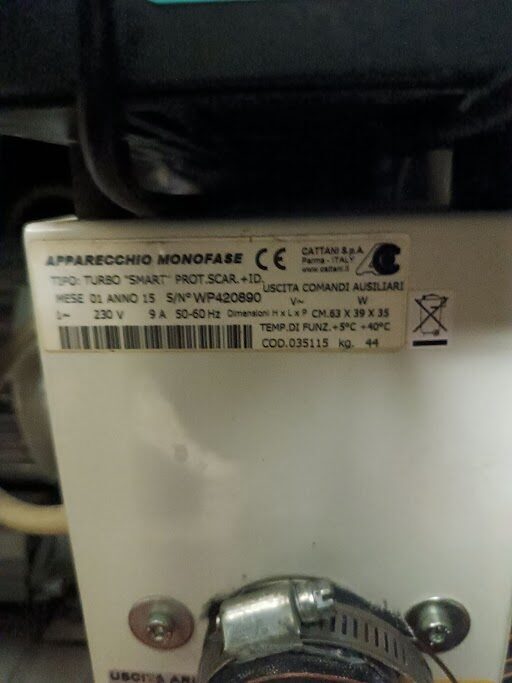 APPARECCHIO MONOFASE CE
CATTANI S.p.A.
Parma - ITALY
www.cattani.it
TIPO: TURBO "SMART" PROT.SCAR.+ID.
USCITA COMANDI AUSILIARI
MESE 01 ANNO 15 S/N° WP420890
V~ W
1~ 230 V 9 A 50-60 Hz Dimensioni H x L x P CM.63 X 39 X 35
TEMP.DI FUNZ.+5°C +40°C
COD.035115 kg. 44
USCITA